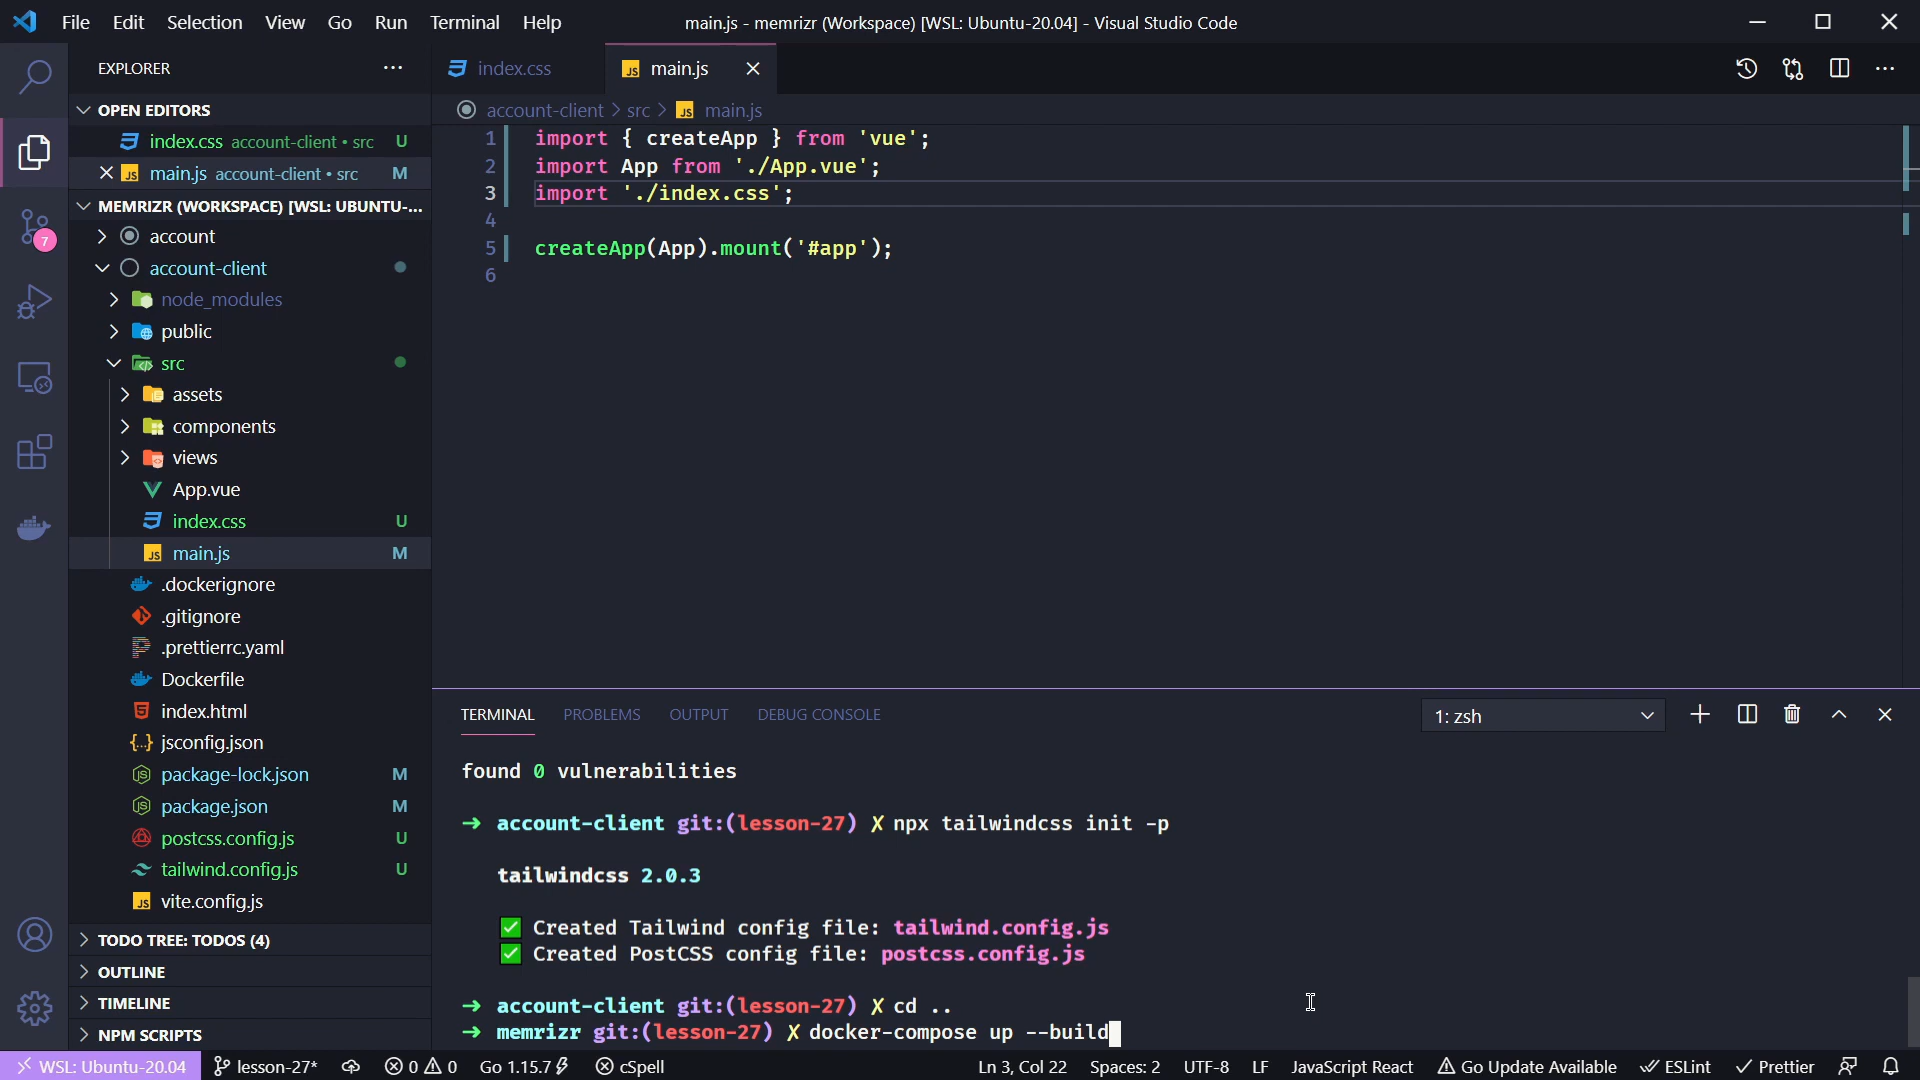 File Edit Selection View Go Run Terminal Help
main.js - memrizr (Workspace) [WSL: Ubuntu-20.04] - Visual Studio Code
EXPLORER
index.css
main.js
OPEN EDITORS
index.css account-client • src U
main.js account-client • src M
MEMRIZR (WORKSPACE) [WSL: UBUNTU-...
account
account-client
node_modules
public
src
assets
components
views
App.vue
index.css U
main.js M
.dockerignore
.gitignore
.prettierrc.yaml
Dockerfile
index.html
jsconfig.json
package-lock.json M
package.json M
postcss.config.js U
tailwind.config.js U
vite.config.js
TODO TREE: TODOS (4)
OUTLINE
TIMELINE
NPM SCRIPTS
7
account-client > src > JS main.js
1 import { createApp } from 'vue';
2 import App from './App.vue';
3 import './index.css';
4
5 createApp(App).mount('#app');
6
TERMINAL PROBLEMS OUTPUT DEBUG CONSOLE
1: zsh
found 0 vulnerabilities
→ account-client git:(lesson-27) ✗ npx tailwindcss init -p
tailwindcss 2.0.3
✅ Created Tailwind config file: tailwind.config.js
✅ Created PostCSS config file: postcss.config.js
→ account-client git:(lesson-27) ✗ cd ..
→ memrizr git:(lesson-27) ✗ docker-compose up --build
WSL: Ubuntu-20.04 lesson-27* 0 0 Go 1.15.7 cSpell
Ln 3, Col 22 Spaces: 2 UTF-8 LF JavaScript React Go Update Available ESLint Prettier